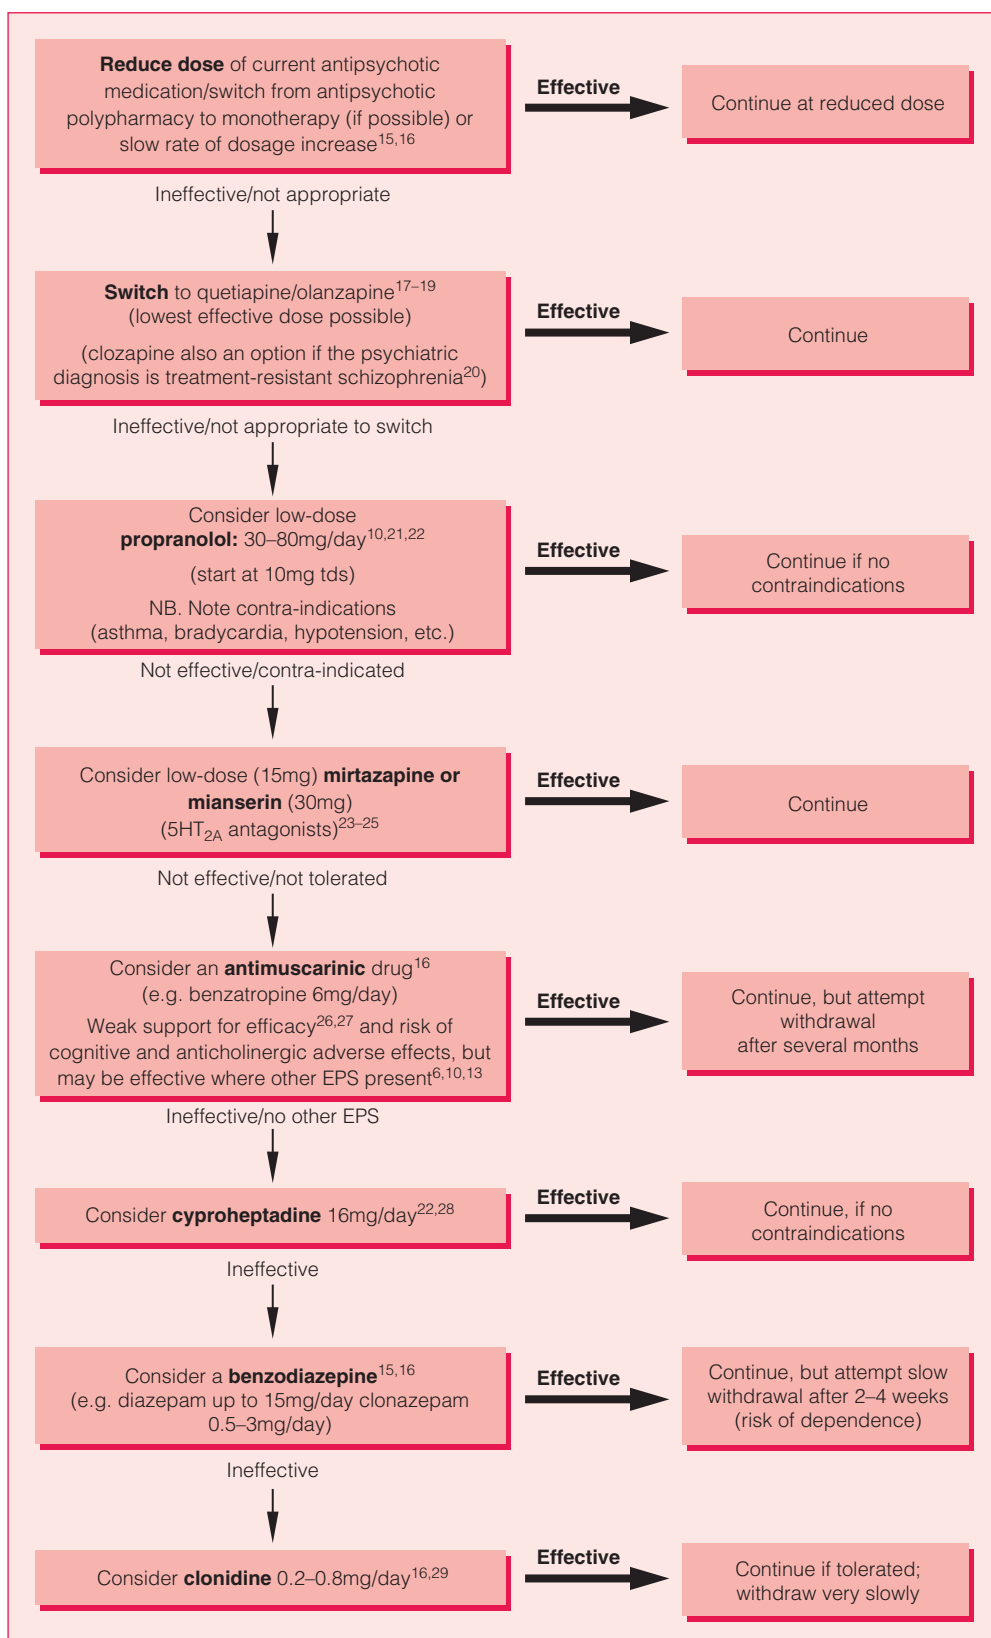 Reduce dose of current antipsychotic
medication/switch from antipsychotic
polypharmacy to monotherapy (if possible) or
slow rate of dosage increase15,16
Effective
Continue at reduced dose
Ineffective/not appropriate
Switch to quetiapine/olanzapine17–19
(lowest effective dose possible)
(clozapine also an option if the psychiatric
diagnosis is treatment-resistant schizophrenia20)
Effective
Continue
Ineffective/not appropriate to switch
Consider low-dose
propranolol: 30–80mg/day10,21,22
(start at 10mg tds)
NB. Note contra-indications
(asthma, bradycardia, hypotension, etc.)
Effective
Continue if no
contraindications
Not effective/contra-indicated
Consider low-dose (15mg) mirtazapine or
mianserin (30mg)
(5HT2A antagonists)23–25
Effective
Continue
Not effective/not tolerated
Consider an antimuscarinic drug16
(e.g. benzatropine 6mg/day)
Weak support for efficacy26,27 and risk of
cognitive and anticholinergic adverse effects, but
may be effective where other EPS present6,10,13
Effective
Continue, but attempt
withdrawal
after several months
Ineffective/no other EPS
Consider cyproheptadine 16mg/day22,28
Effective
Continue, if no
contraindications
Ineffective
Consider a benzodiazepine15,16
(e.g. diazepam up to 15mg/day clonazepam
0.5–3mg/day)
Effective
Continue, but attempt slow
withdrawal after 2–4 weeks
(risk of dependence)
Ineffective
Consider clonidine 0.2–0.8mg/day16,29
Effective
Continue if tolerated;
withdraw very slowly